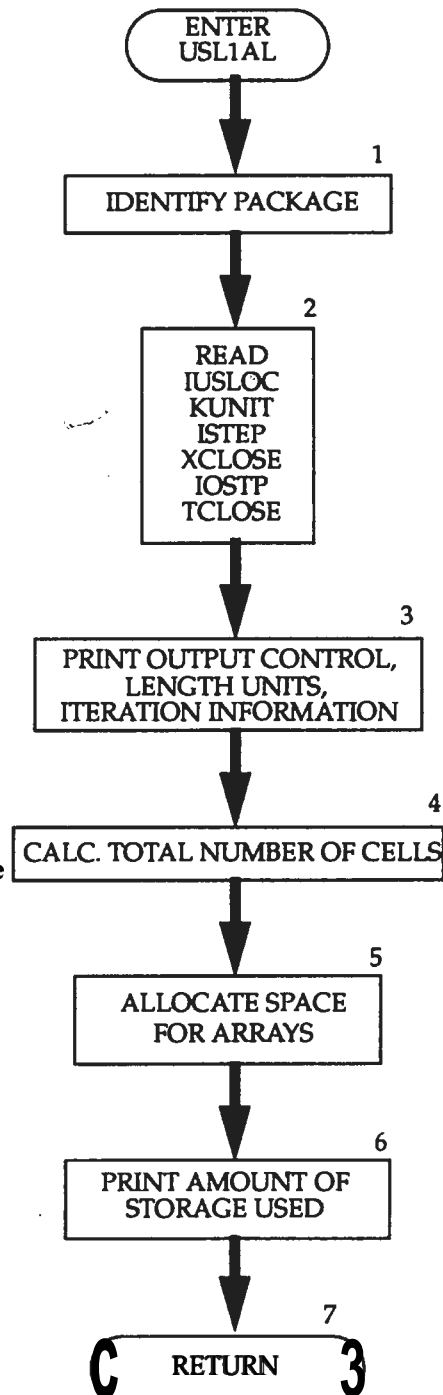 ENTER
USL1AL
1
IDENTIFY PACKAGE
2
READ
IUSLOC
KUNIT
ISTEP
XCLOSE
IOSTP
TCLOSE
3
PRINT OUTPUT CONTROL,
LENGTH UNITS,
ITERATION INFORMATION
4
e CALC. TOTAL NUMBER OF CELLS
5
ALLOCATE SPACE
FOR ARRAYS
6
PRINT AMOUNT OF
STORAGE USED
7
C RETURN 3